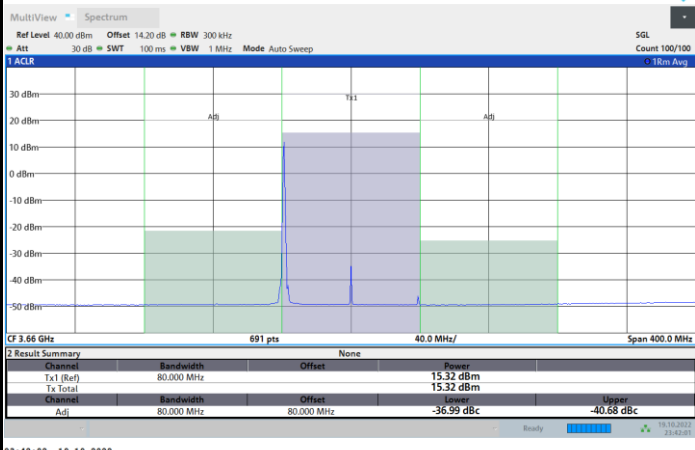 MultiView Spectrum
Ref Level 40.00 dBm Offset 14.20 dB RBW 300 kHz SGL
Att 30 dB SWT 100 ms VBW 1 MHz Mode Auto Sweep Count 100/100
1 ACLR 1Rm Avg
30 dBm
Tx1
20 dBm
Adj Adj
10 dBm
0 dBm
-10 dBm
-20 dBm
-30 dBm
-40 dBm
-50 dBm
CF 3.66 GHz 691 pts 40.0 MHz/ Span 400.0 MHz
2 Result Summary None
Channel Bandwidth Offset Power
Tx1 (Ref) 80.000 MHz 15.32 dBm
Tx Total 15.32 dBm
Channel Bandwidth Offset Lower Upper
Adj 80.000 MHz 80.000 MHz -36.99 dBc -40.68 dBc
Ready 19.10.2022
23:42:01